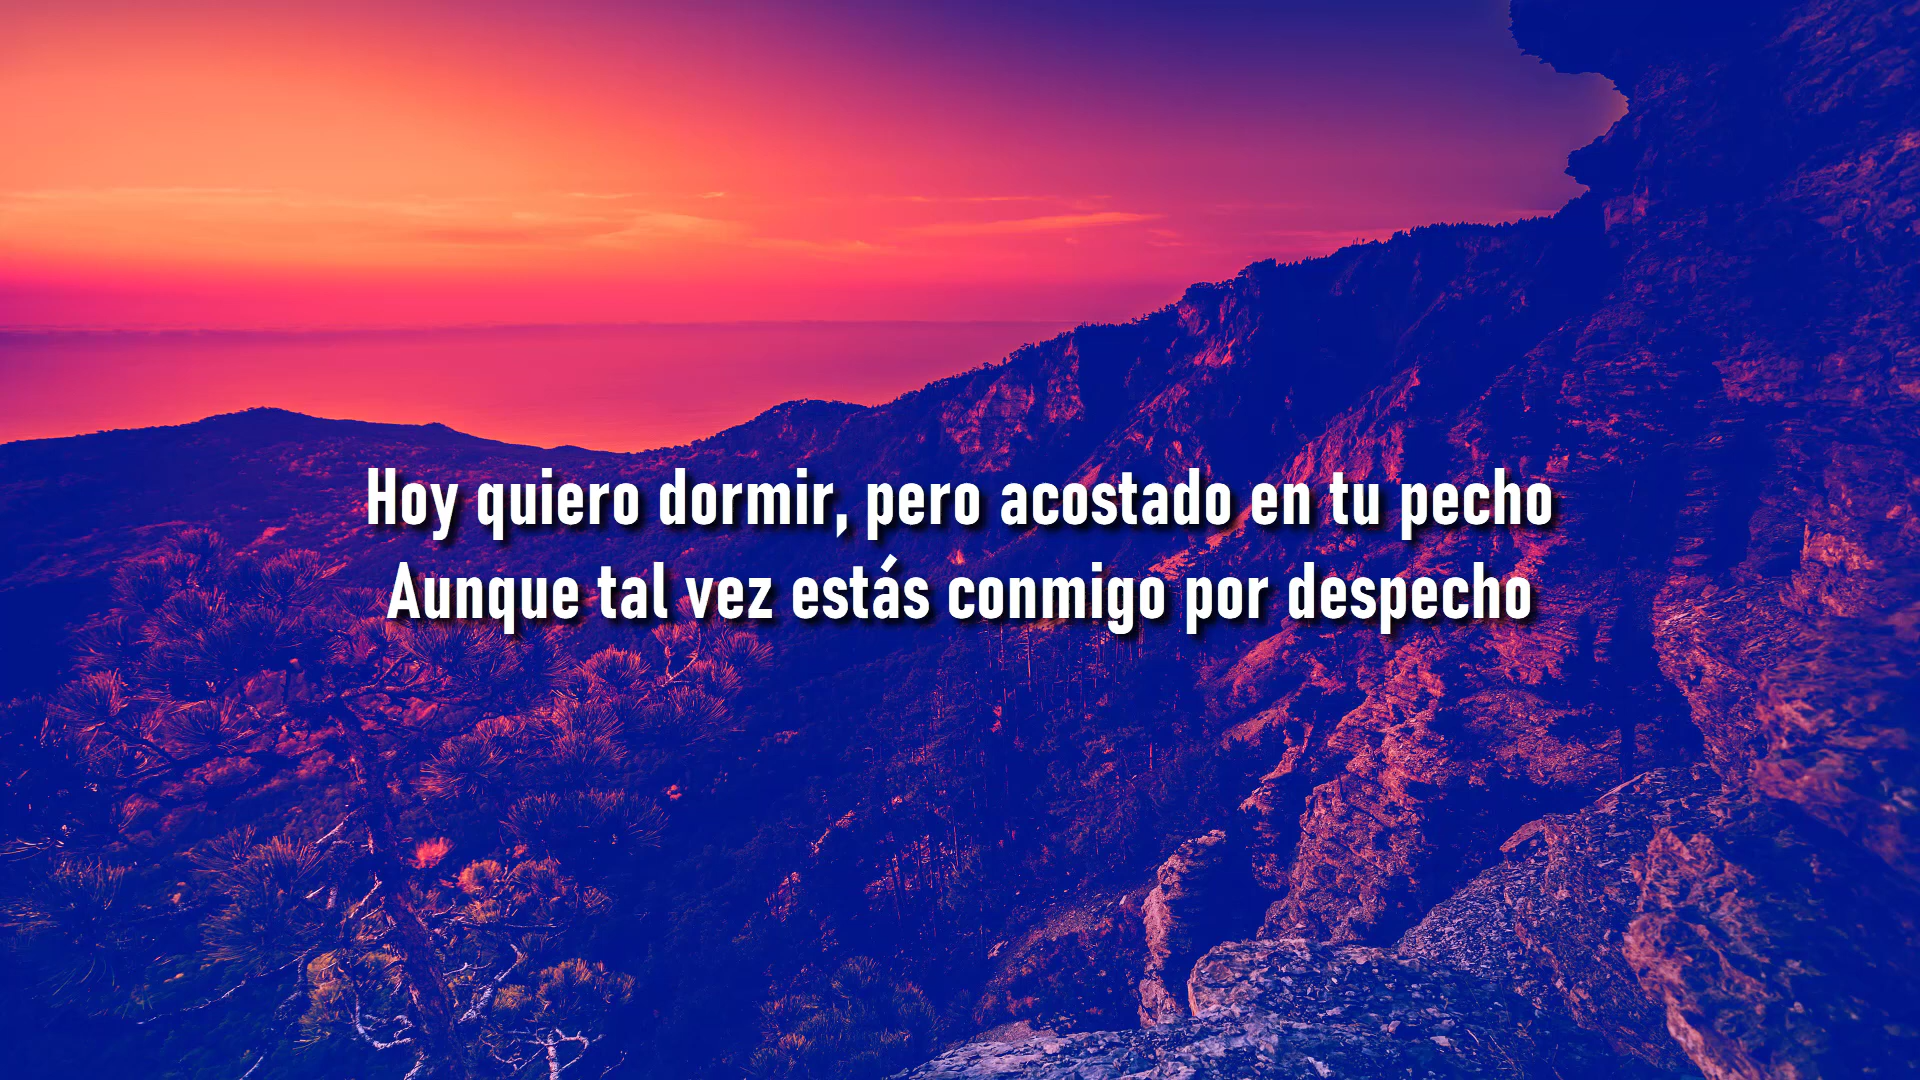 Hoy quiero dormir, pero acostado en tu pecho
Aunque tal vez estás conmigo por despecho